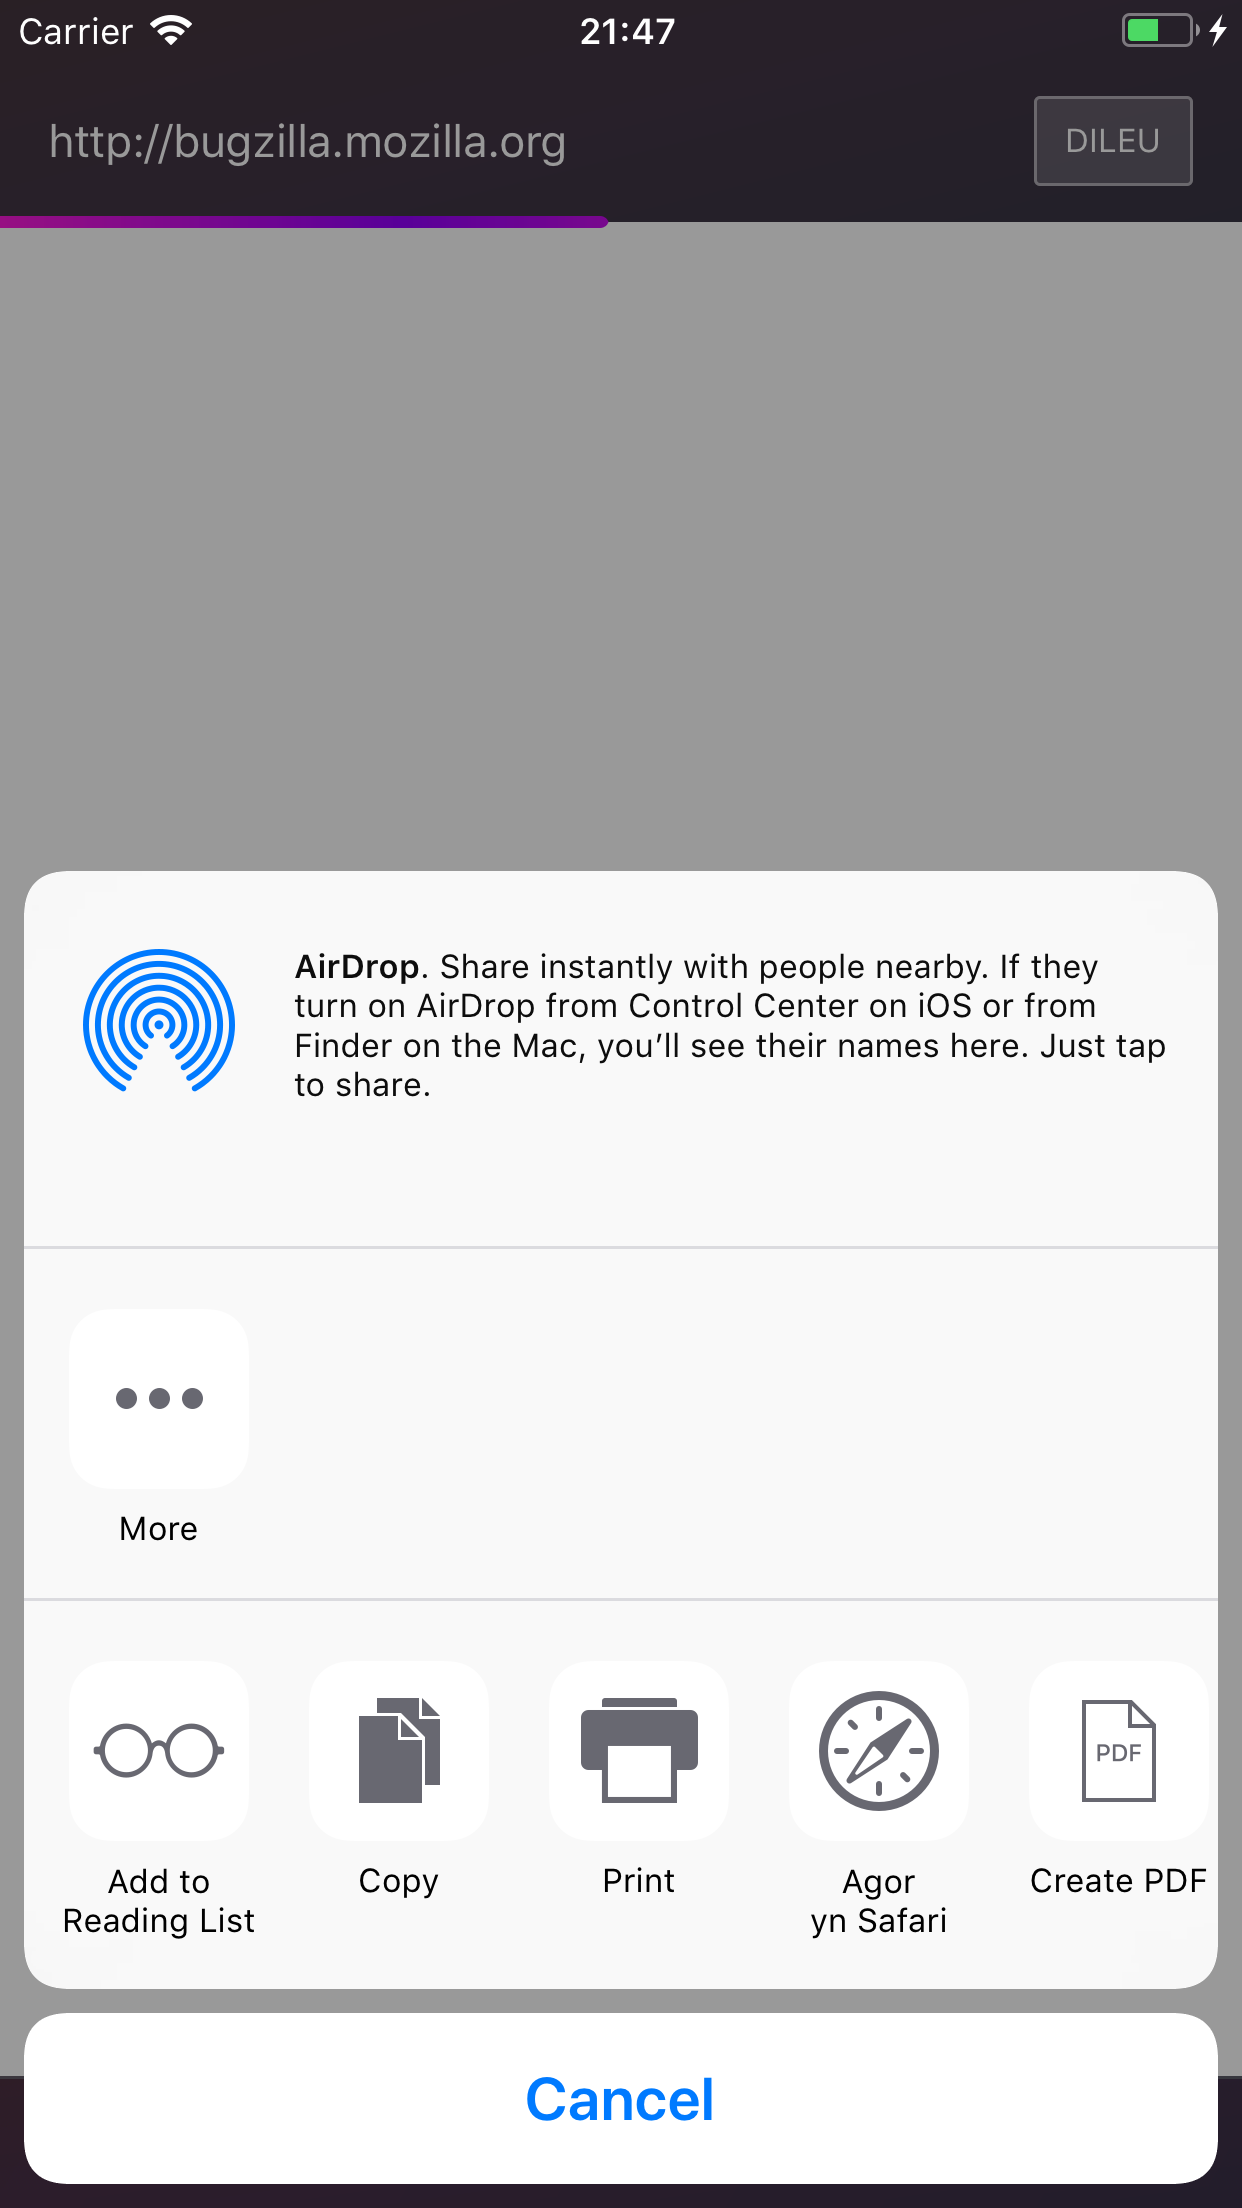 Carrier
21:47
http://bugzilla.mozilla.org
DILEU
AirDrop. Share instantly with people nearby. If they
turn on AirDrop from Control Center on iOS or from
Finder on the Mac, you’ll see their names here. Just tap
to share.
More
Add to
Reading List
Copy
Print
Agor
yn Safari
PDF
Create PDF
Cancel